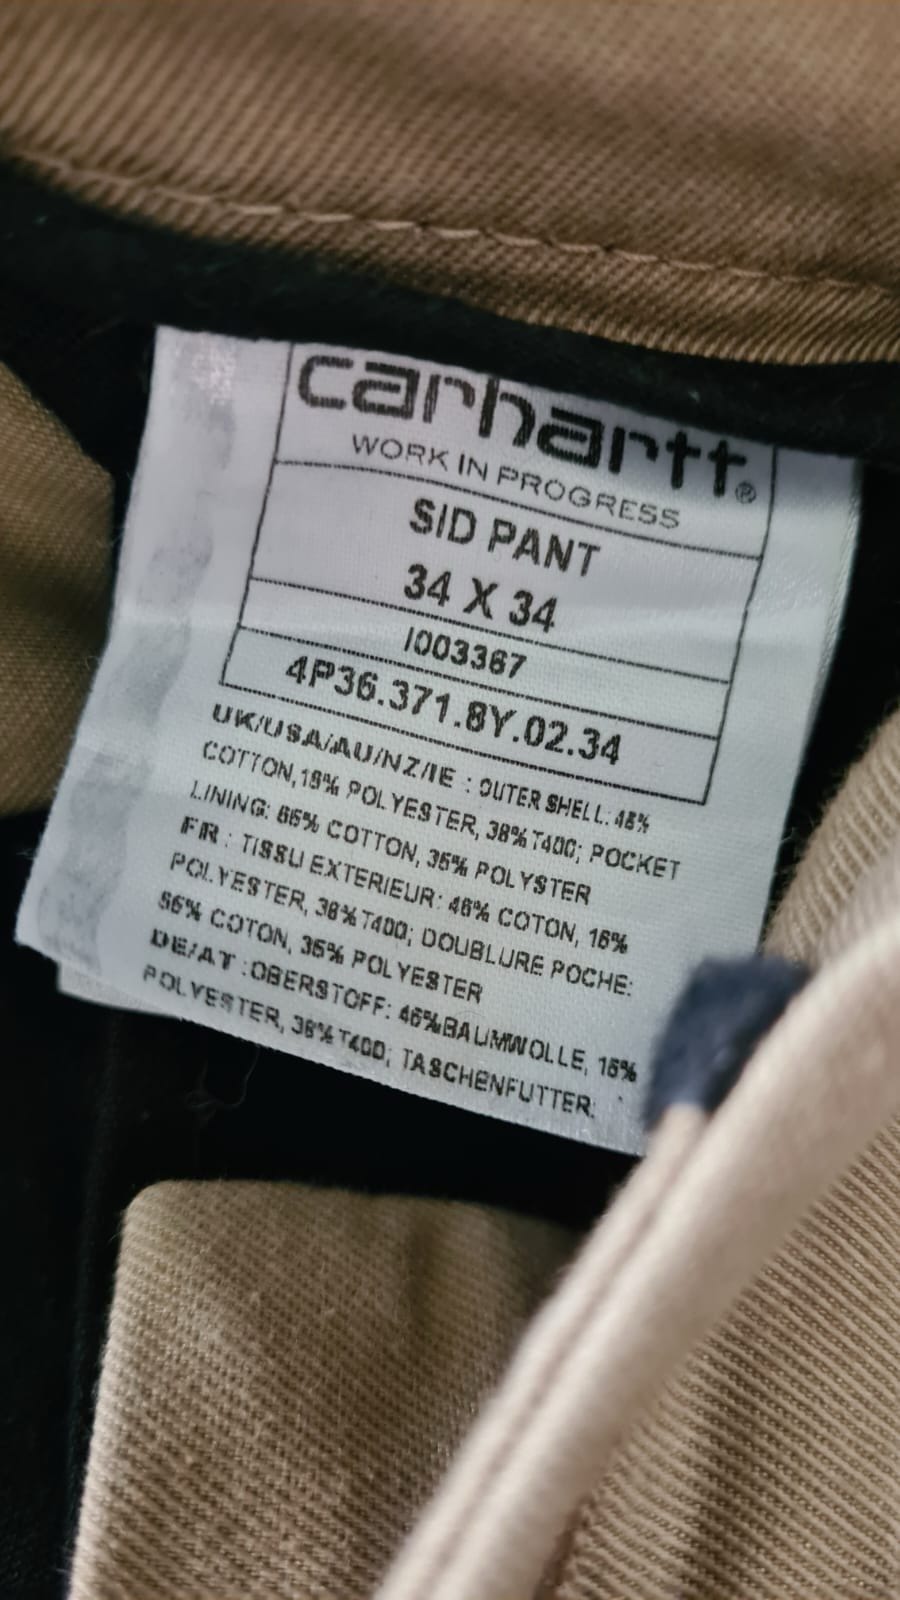 carhartt®
WORK IN PROGRESS
SID PANT
34 X 34
I003367
4P36.371.8Y.02.34
UK/USA/AU/NZ/IE : OUTER SHELL: 46%
COTTON,16% POLYESTER, 38%T400; POCKET
LINING: 65% COTTON, 35% POLYSTER
FR : TISSU EXTERIEUR: 46% COTON, 16%
POLYESTER, 38%T400; DOUBLURE POCHE:
65% COTON, 35% POLYESTER
DE/AT :OBERSTOFF: 46%BAUMWOLLE, 16%
POLYESTER, 38%T400; TASCHENFUTTER: